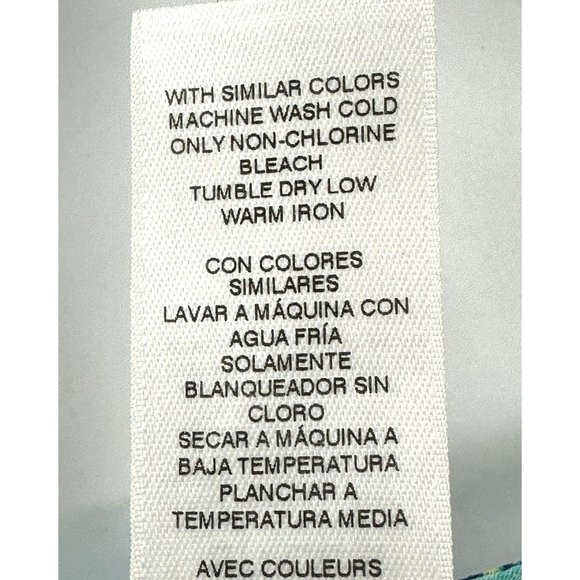 WITH SIMILAR COLORS
MACHINE WASH COLD
ONLY NON-CHLORINE
BLEACH
TUMBLE DRY LOW
WARM IRON
CON COLORES
SIMILARES
LAVAR A MÁQUINA CON
AGUA FRÍA
SOLAMENTE
BLANQUEADOR SIN
CLORO
SECAR A MÁQUINA A
BAJA TEMPERATURA
PLANCHAR A
TEMPERATURA MEDIA
AVEC COULEURS